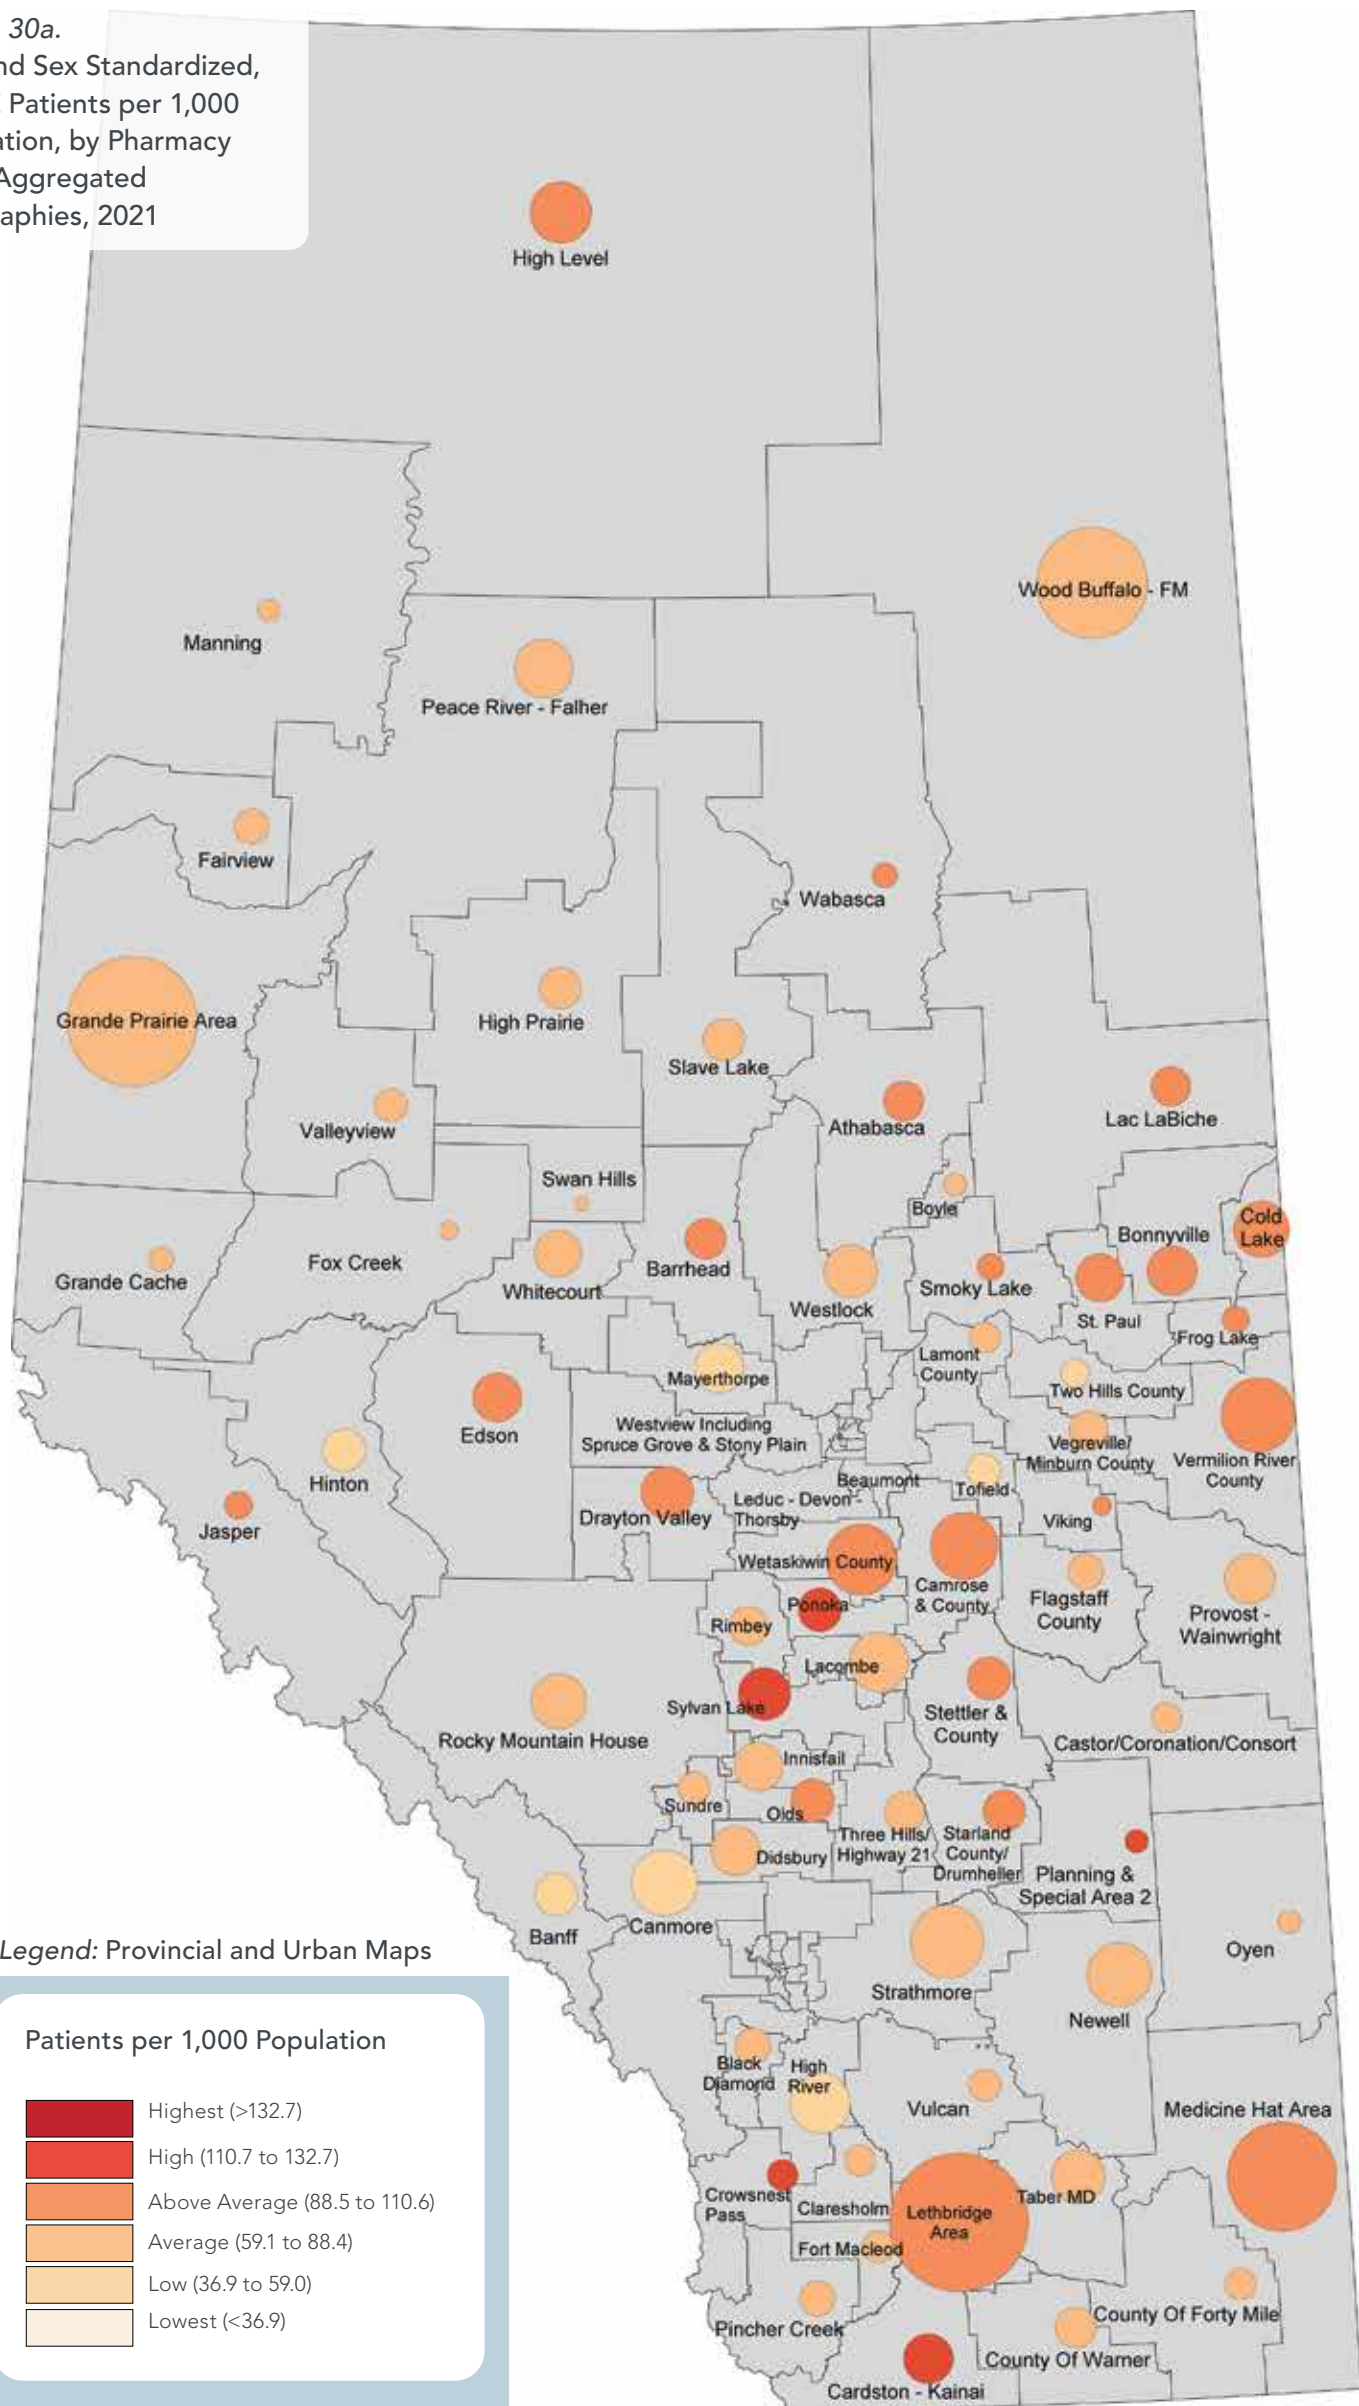 30a.
nd Sex Standardized,
Patients per 1,000
ation, by Pharmacy
Aggregated
raphies, 2021
High Level
Wood Buffalo - FM
Manning
Peace River - Falher
Fairview
Wabasca
Grande Prairie Area
High Prairie
Slave Lake
Valleyview
Athabasca
Lac LaBiche
Swan Hills
Boyle
Cold
Lake
Bonnyville
Fox Creek
Grande Cache
Whitecourt
Barrhead
Westlock
Smoky Lake
St. Paul
Frog Lake
Lamont
County
Mayerthorpe
Two Hills County
Edson
Westview Including
Spruce Grove & Stony Plain
Vegreville/
Minburn County
Vermilion River
County
Hinton
Beaumont
Tofield
Jasper
Drayton Valley
Leduc - Devon -
Thorsby
Viking
Wetaskiwin County
Camrose
& County
Ponoka
Flagstaff
County
Provost -
Wainwright
Rimbey
Lacombe
Sylvan Lake
Stettler &
County
Rocky Mountain House
Castor/Coronation/Consort
Innisfail
Sundre
Olds
Three Hills/
Highway 21
Starland
County/
Drumheller
Didsbury
Planning &
Special Area 2
Canmore
Banff
Oyen
Strathmore
Newell
Black
Diamond
High
River
Vulcan
Medicine Hat Area
Crowsnest
Pass
Claresholm
Lethbridge
Area
Taber MD
Fort Macleod
Pincher Creek
County Of Forty Mile
County Of Warner
Cardston - Kainai
Legend: Provincial and Urban Maps
Patients per 1,000 Population
Highest (>132.7)
High (110.7 to 132.7)
Above Average (88.5 to 110.6)
Average (59.1 to 88.4)
Low (36.9 to 59.0)
Lowest (<36.9)